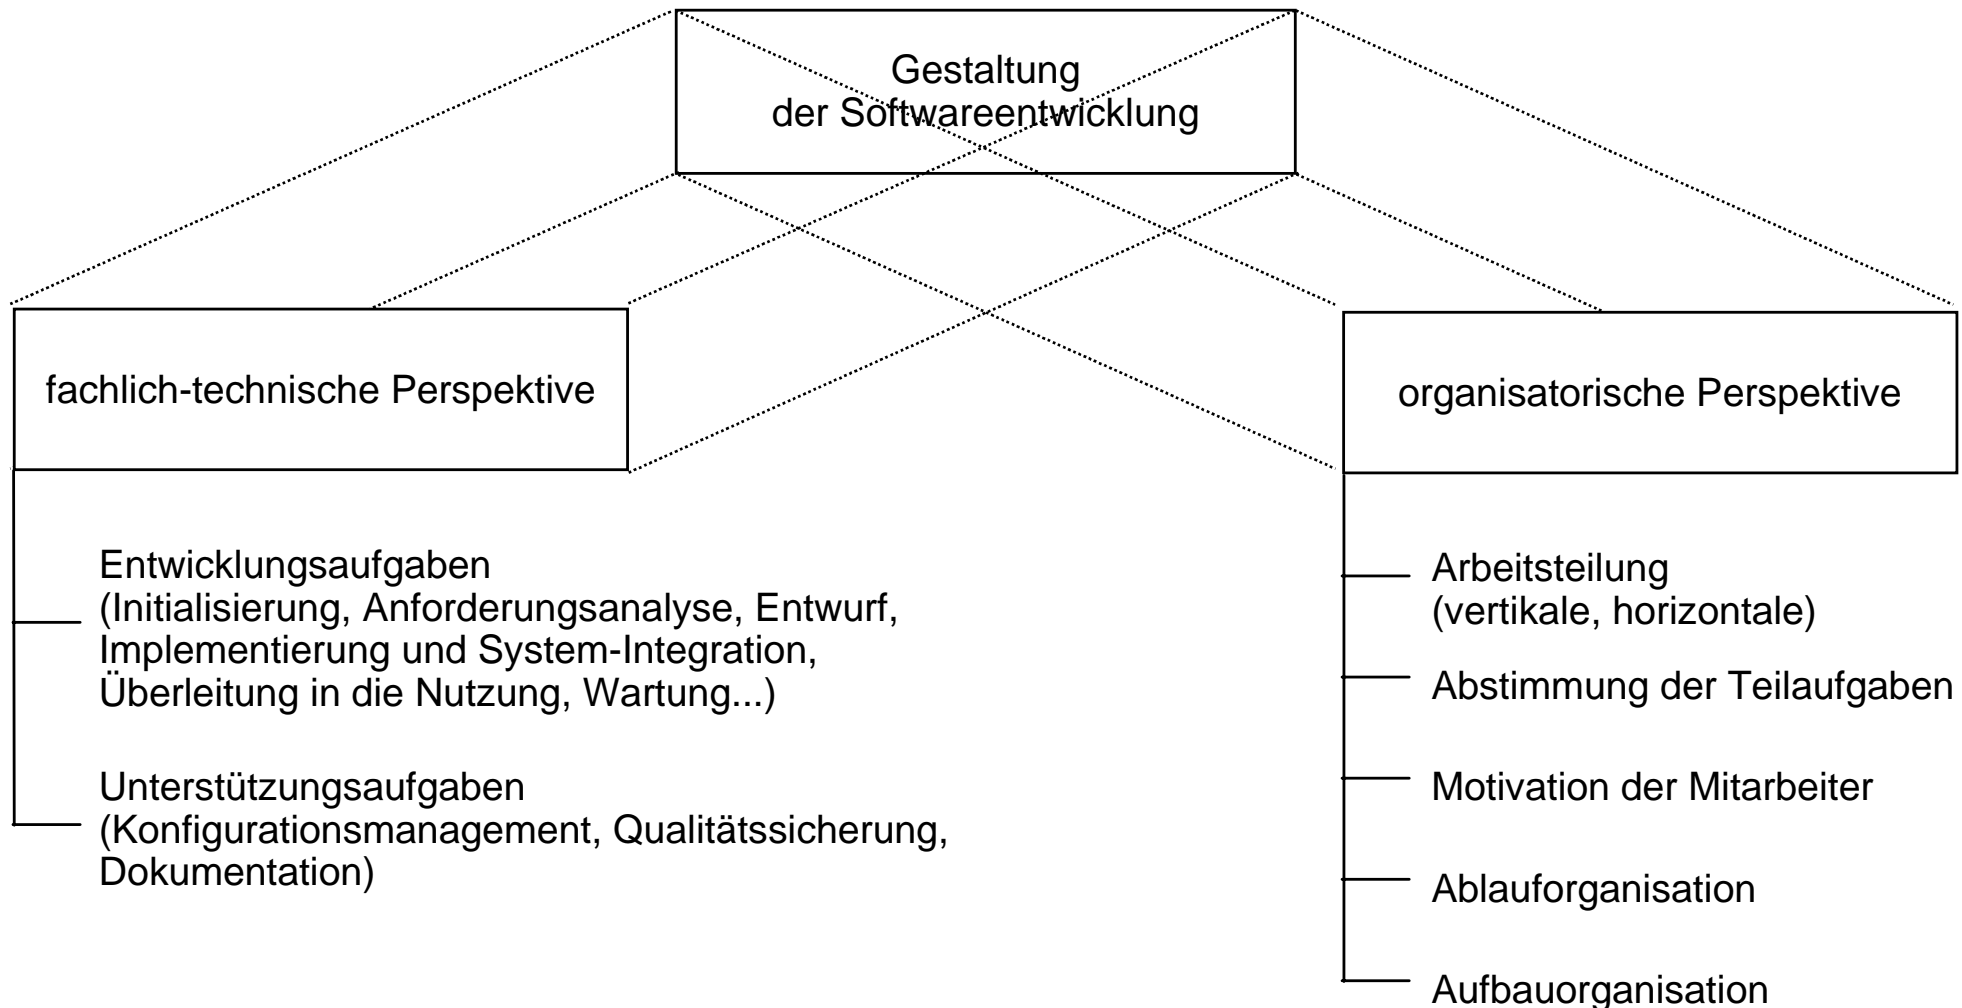 Gestaltung
der Softwareentwicklung
fachlich-technische Perspektive
organisatorische Perspektive
Entwicklungsaufgaben
(Initialisierung, Anforderungsanalyse, Entwurf,
Implementierung und System-Integration,
Überleitung in die Nutzung, Wartung...)
Unterstützungsaufgaben
(Konfigurationsmanagement, Qualitätssicherung,
Dokumentation)
Arbeitsteilung
(vertikale, horizontale)
Abstimmung der Teilaufgaben
Motivation der Mitarbeiter
Ablauforganisation
Aufbauorganisation